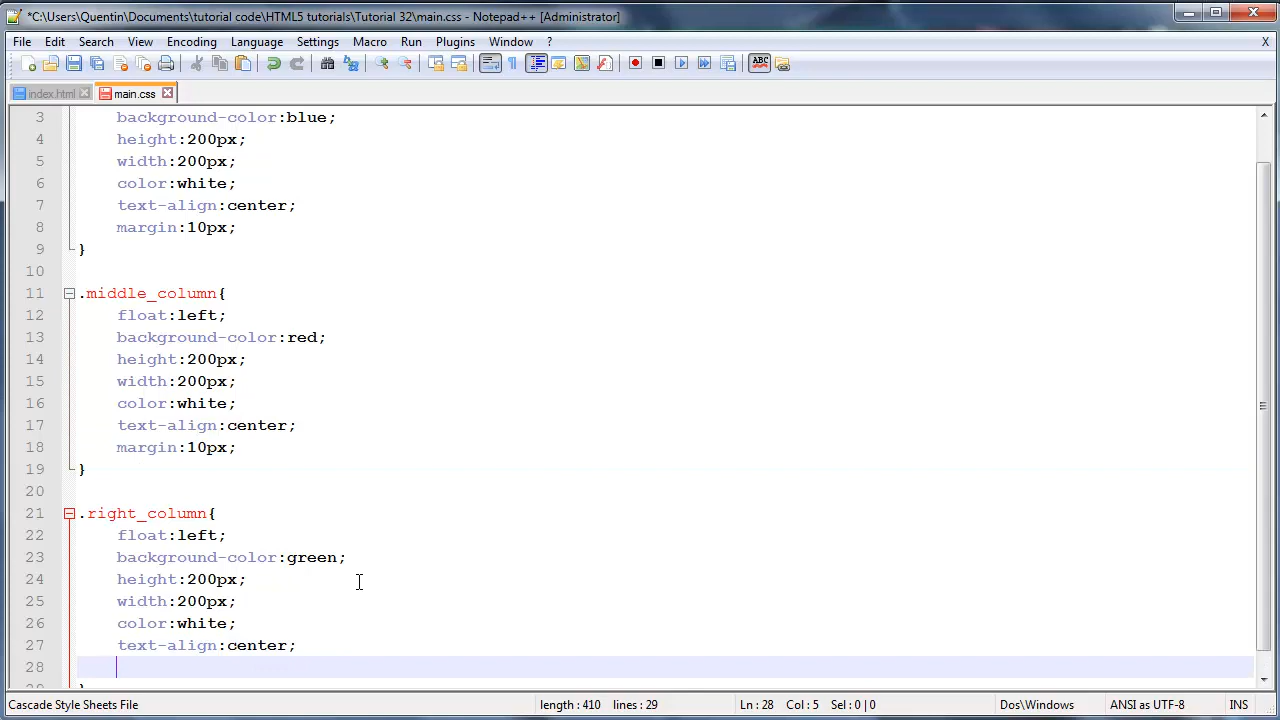 *C:\Users\Quentin\Documents\tutorial code\HTML5 tutorials\Tutorial 32\main.css - Notepad++ [Administrator]
File Edit Search View Encoding Language Settings Macro Run Plugins Window ? X
ABC
index.html main.css
3 background-color:blue;
4 height:200px;
5 width:200px;
6 color:white;
7 text-align:center;
8 margin:10px;
9 }
10
11 .middle_column{
12 float:left;
13 background-color:red;
14 height:200px;
15 width:200px;
16 color:white;
17 text-align:center;
18 margin:10px;
19 }
20
21 .right_column{
22 float:left;
23 background-color:green;
24 height:200px;
25 width:200px;
26 color:white;
27 text-align:center;
28
29 }
Cascade Style Sheets File length : 410 lines : 29 Ln : 28 Col : 5 Sel : 0 | 0 Dos\Windows ANSI as UTF-8 INS